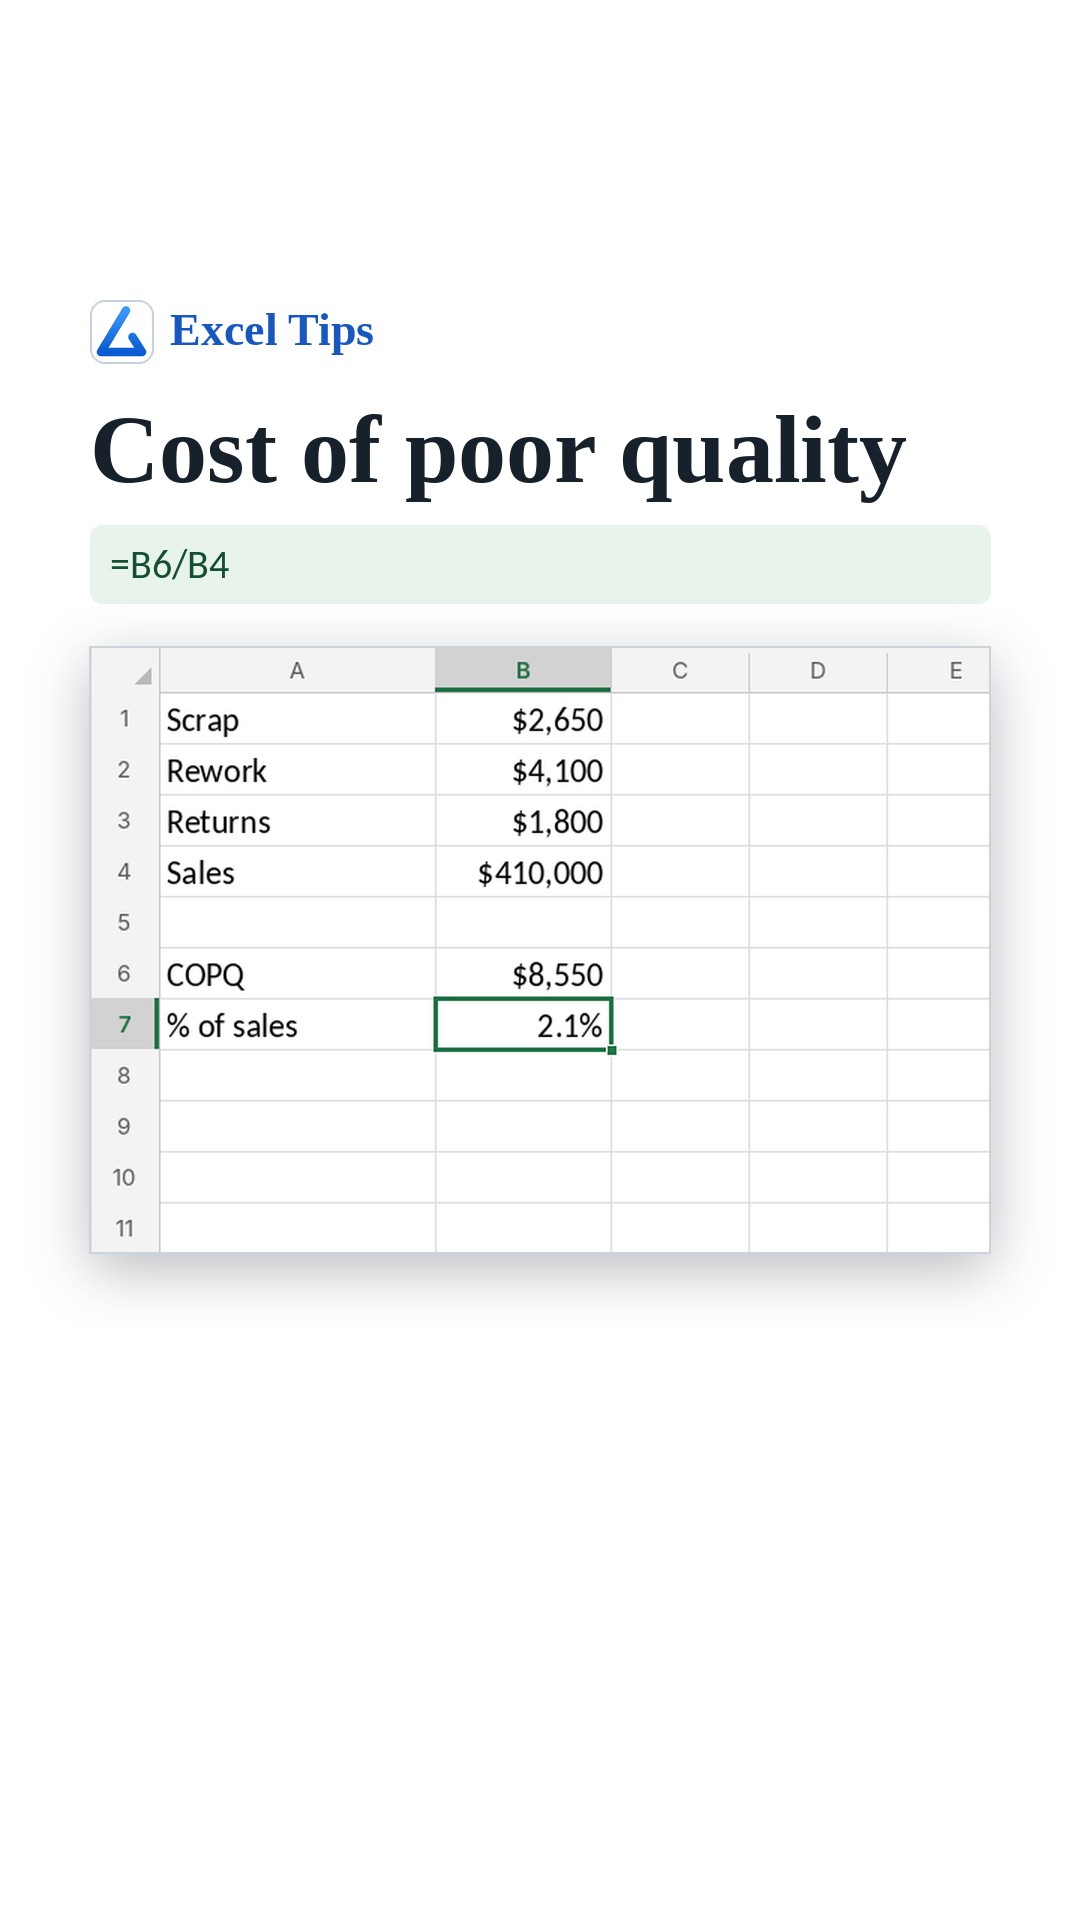 Excel Tips
Cost of poor quality
=B6/B4
A B C D E
1 Scrap $2,650
2 Rework $4,100
3 Returns $1,800
4 Sales $410,000
5
6 COPQ $8,550
7 % of sales 2.1%
8
9
10
11